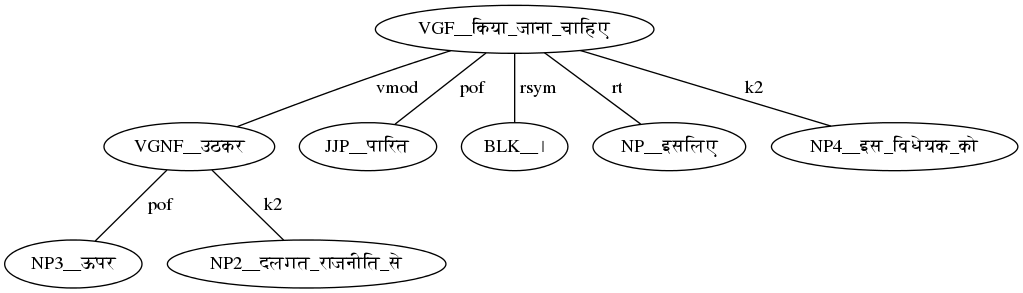 VGF__किया_जाना_चाहिए
vmod pof rsym rt k2
VGNF__उठकर JJP__पारित BLK__। NP__इसलिए NP4__इस_विधेयक_को
pof k2
NP3__ऊपर NP2__दलगत_राजनीति_से